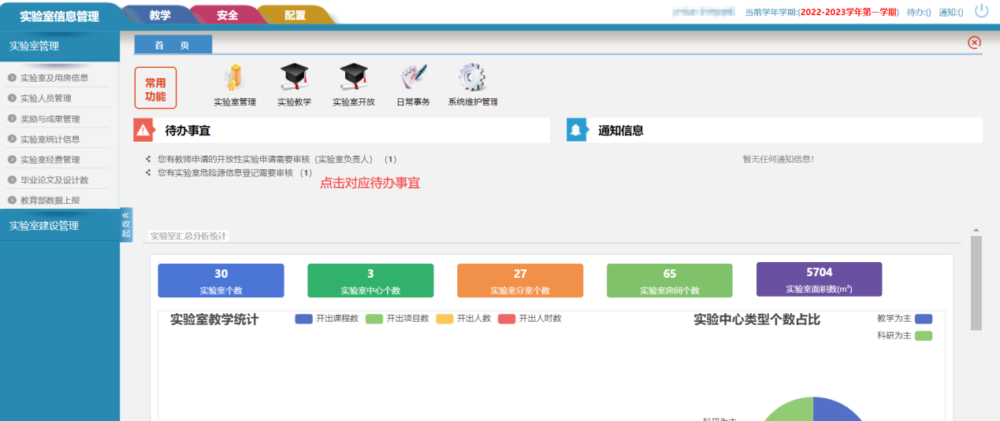 实验室信息管理
教学
安全
配置
当前学年学期:(2022-2023学年第一学期) 待办:() 通知:()
实验室管理
首 页
实验室及用房信息
实验人员管理
奖励与成果管理
实验室统计信息
实验室经费管理
毕业论文及设计数
教育部数据上报
实验室建设管理
收起
常用
功能
实验室管理
实验教学
实验室开放
日常事务
系统维护管理
待办事宜
您有教师申请的开放性实验申请需要审核（实验室负责人） （1）
您有实验室危险源信息登记需要审核 （1）
点击对应待办事宜
通知信息
暂无任何通知信息!
实验室汇总分析统计
30
实验室个数
3
实验室中心个数
27
实验室分室个数
65
实验室房间个数
5704
实验室面积数(m²)
实验室教学统计
开出课程数
开出项目数
开出人数
开出人时数
实验中心类型个数占比
教学为主
科研为主
科研为主